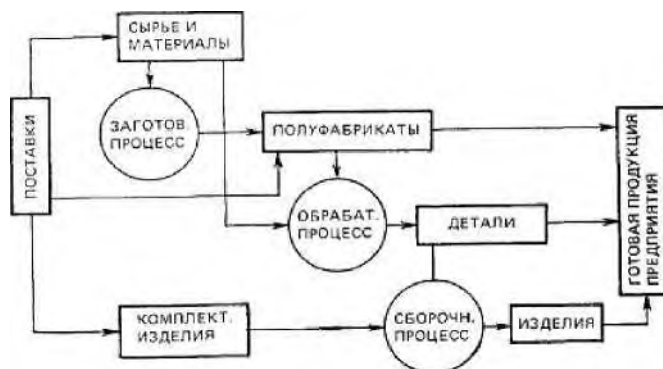 СЫРЬЕ И
МАТЕРИАЛЫ
ПОСТАВКИ
ЗАГОТОВ.
ПРОЦЕСС
ПОЛУФАБРИКАТЫ
ОБРАБАТ.
ПРОЦЕСС
ДЕТАЛИ
ГОТОВАЯ ПРОДУКЦИЯ
ПРЕДПРИЯТИЯ
КОМПЛЕКТ.
ИЗДЕЛИЯ
СБОРОЧН.
ПРОЦЕСС
ИЗДЕЛИЯ